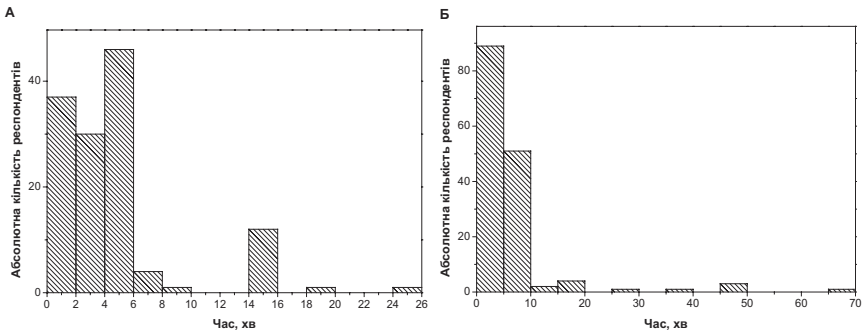 А
Абсолютна кількість респондентів
40
20
0
0 2 4 6 8 10 12 14 16 18 20 22 24 26
Час, хв
Б
Абсолютна кількість респондентів
80
60
40
20
0
0 10 20 30 40 50 60 70
Час, хв